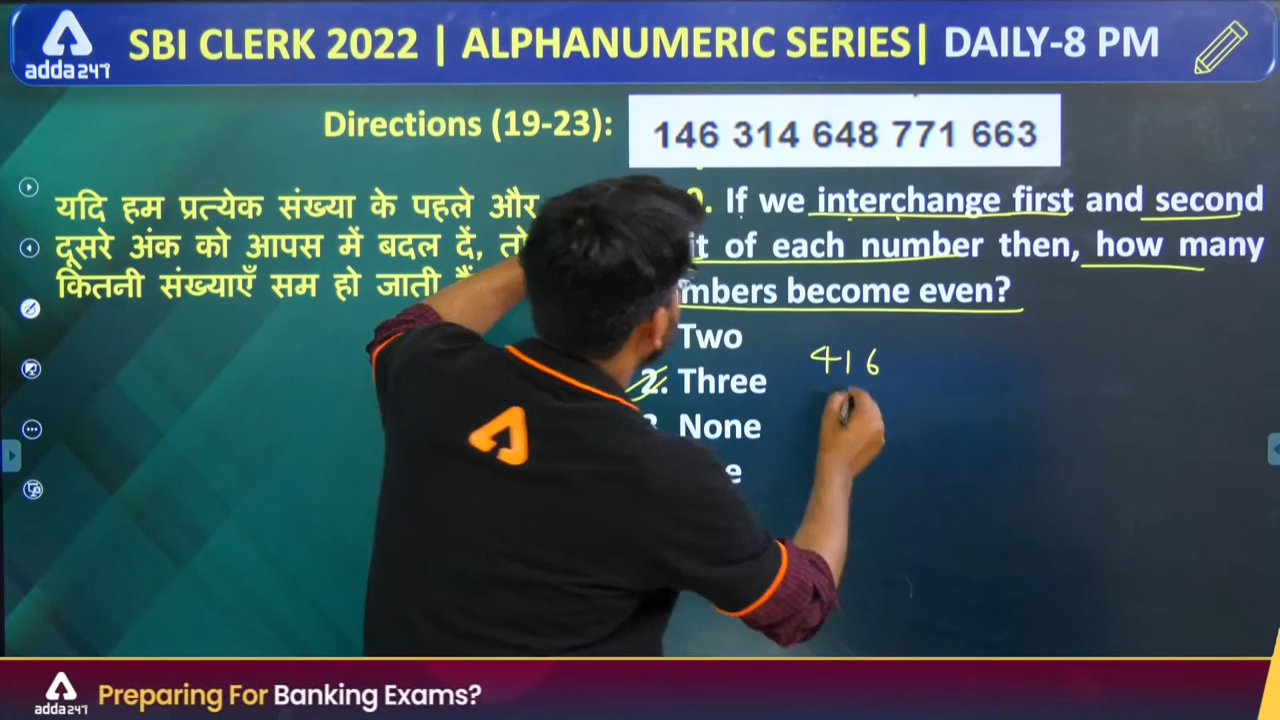 adda247
SBI CLERK 2022 | ALPHANUMERIC SERIES| DAILY-8 PM
Directions (19-23):
146 314 648 771 663
यदि हम प्रत्येक संख्या के पहले और
दूसरे अंक को आपस में बदल दें,
कितनी संख्याएँ सम हो जाती
If we interchange first and second
of each number then, how many
become even?
Two
2. Three
None
416
adda247
Preparing For Banking Exams?